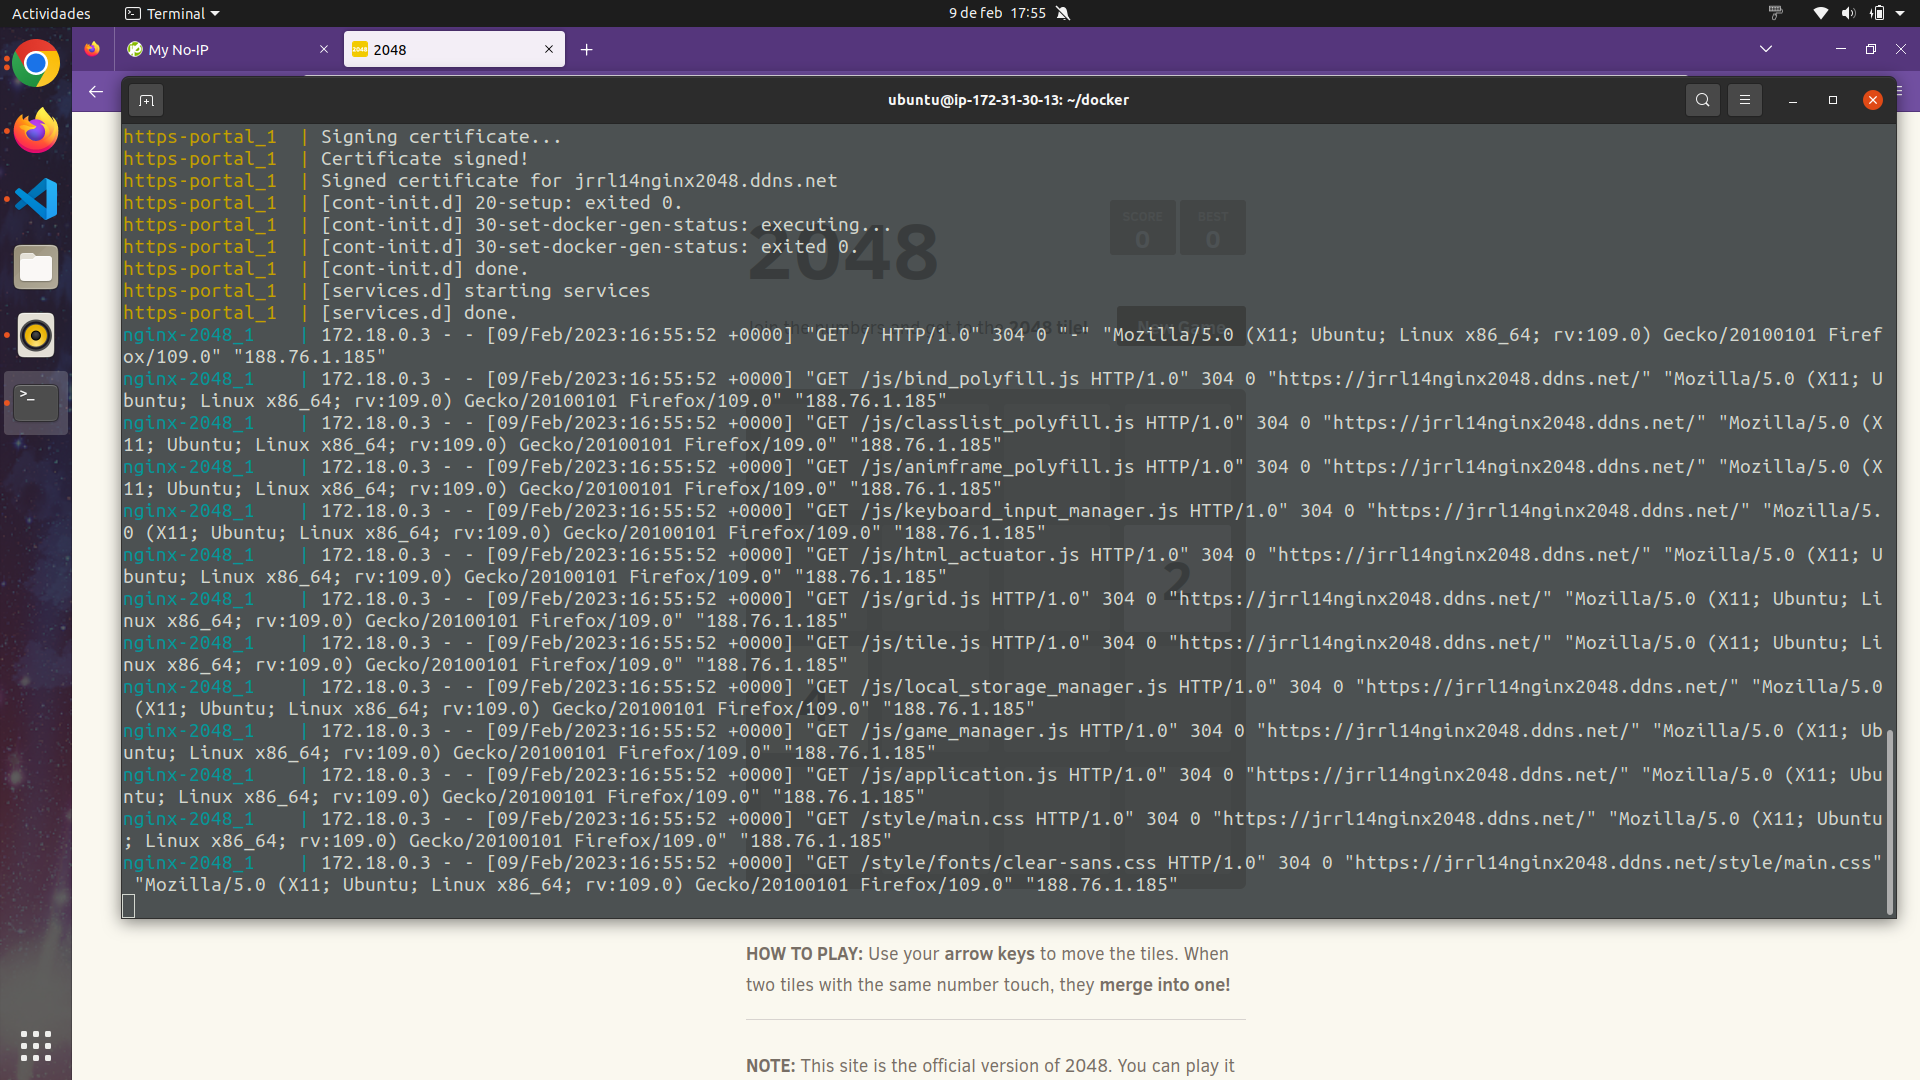 Actividades
Terminal
9 de feb 17:55
My No-IP
2048
2048
ubuntu@ip-172-31-30-13: ~/docker
https-portal_1 | Signing certificate...
https-portal_1 | Certificate signed!
https-portal_1 | Signed certificate for jrrl14nginx2048.ddns.net
https-portal_1 | [cont-init.d] 20-setup: exited 0.
https-portal_1 | [cont-init.d] 30-set-docker-gen-status: executing...
https-portal_1 | [cont-init.d] 30-set-docker-gen-status: exited 0.
https-portal_1 | [cont-init.d] done.
https-portal_1 | [services.d] starting services
https-portal_1 | [services.d] done.
nginx-2048_1 | 172.18.0.3 - - [09/Feb/2023:16:55:52 +0000] "GET / HTTP/1.0" 304 0 "-" "Mozilla/5.0 (X11; Ubuntu; Linux x86_64; rv:109.0) Gecko/20100101 Firef
ox/109.0" "188.76.1.185"
nginx-2048_1 | 172.18.0.3 - - [09/Feb/2023:16:55:52 +0000] "GET /js/bind_polyfill.js HTTP/1.0" 304 0 "https://jrrl14nginx2048.ddns.net/" "Mozilla/5.0 (X11; U
buntu; Linux x86_64; rv:109.0) Gecko/20100101 Firefox/109.0" "188.76.1.185"
nginx-2048_1 | 172.18.0.3 - - [09/Feb/2023:16:55:52 +0000] "GET /js/classlist_polyfill.js HTTP/1.0" 304 0 "https://jrrl14nginx2048.ddns.net/" "Mozilla/5.0 (X
11; Ubuntu; Linux x86_64; rv:109.0) Gecko/20100101 Firefox/109.0" "188.76.1.185"
nginx-2048_1 | 172.18.0.3 - - [09/Feb/2023:16:55:52 +0000] "GET /js/animframe_polyfill.js HTTP/1.0" 304 0 "https://jrrl14nginx2048.ddns.net/" "Mozilla/5.0 (X
11; Ubuntu; Linux x86_64; rv:109.0) Gecko/20100101 Firefox/109.0" "188.76.1.185"
nginx-2048_1 | 172.18.0.3 - - [09/Feb/2023:16:55:52 +0000] "GET /js/keyboard_input_manager.js HTTP/1.0" 304 0 "https://jrrl14nginx2048.ddns.net/" "Mozilla/5.
0 (X11; Ubuntu; Linux x86_64; rv:109.0) Gecko/20100101 Firefox/109.0" "188.76.1.185"
nginx-2048_1 | 172.18.0.3 - - [09/Feb/2023:16:55:52 +0000] "GET /js/html_actuator.js HTTP/1.0" 304 0 "https://jrrl14nginx2048.ddns.net/" "Mozilla/5.0 (X11; U
buntu; Linux x86_64; rv:109.0) Gecko/20100101 Firefox/109.0" "188.76.1.185"
nginx-2048_1 | 172.18.0.3 - - [09/Feb/2023:16:55:52 +0000] "GET /js/grid.js HTTP/1.0" 304 0 "https://jrrl14nginx2048.ddns.net/" "Mozilla/5.0 (X11; Ubuntu; Li
nux x86_64; rv:109.0) Gecko/20100101 Firefox/109.0" "188.76.1.185"
nginx-2048_1 | 172.18.0.3 - - [09/Feb/2023:16:55:52 +0000] "GET /js/tile.js HTTP/1.0" 304 0 "https://jrrl14nginx2048.ddns.net/" "Mozilla/5.0 (X11; Ubuntu; Li
nux x86_64; rv:109.0) Gecko/20100101 Firefox/109.0" "188.76.1.185"
nginx-2048_1 | 172.18.0.3 - - [09/Feb/2023:16:55:52 +0000] "GET /js/local_storage_manager.js HTTP/1.0" 304 0 "https://jrrl14nginx2048.ddns.net/" "Mozilla/5.0
(X11; Ubuntu; Linux x86_64; rv:109.0) Gecko/20100101 Firefox/109.0" "188.76.1.185"
nginx-2048_1 | 172.18.0.3 - - [09/Feb/2023:16:55:52 +0000] "GET /js/game_manager.js HTTP/1.0" 304 0 "https://jrrl14nginx2048.ddns.net/" "Mozilla/5.0 (X11; Ub
untu; Linux x86_64; rv:109.0) Gecko/20100101 Firefox/109.0" "188.76.1.185"
nginx-2048_1 | 172.18.0.3 - - [09/Feb/2023:16:55:52 +0000] "GET /js/application.js HTTP/1.0" 304 0 "https://jrrl14nginx2048.ddns.net/" "Mozilla/5.0 (X11; Ubu
ntu; Linux x86_64; rv:109.0) Gecko/20100101 Firefox/109.0" "188.76.1.185"
nginx-2048_1 | 172.18.0.3 - - [09/Feb/2023:16:55:52 +0000] "GET /style/main.css HTTP/1.0" 304 0 "https://jrrl14nginx2048.ddns.net/" "Mozilla/5.0 (X11; Ubuntu
; Linux x86_64; rv:109.0) Gecko/20100101 Firefox/109.0" "188.76.1.185"
nginx-2048_1 | 172.18.0.3 - - [09/Feb/2023:16:55:52 +0000] "GET /style/fonts/clear-sans.css HTTP/1.0" 304 0 "https://jrrl14nginx2048.ddns.net/style/main.css"
"Mozilla/5.0 (X11; Ubuntu; Linux x86_64; rv:109.0) Gecko/20100101 Firefox/109.0" "188.76.1.185"
2048
SCORE
0
BEST
0
Join the numbers and get to the 2048 tile!
New Game
2
4
HOW TO PLAY: Use your arrow keys to move the tiles. When
two tiles with the same number touch, they merge into one!
NOTE: This site is the official version of 2048. You can play it